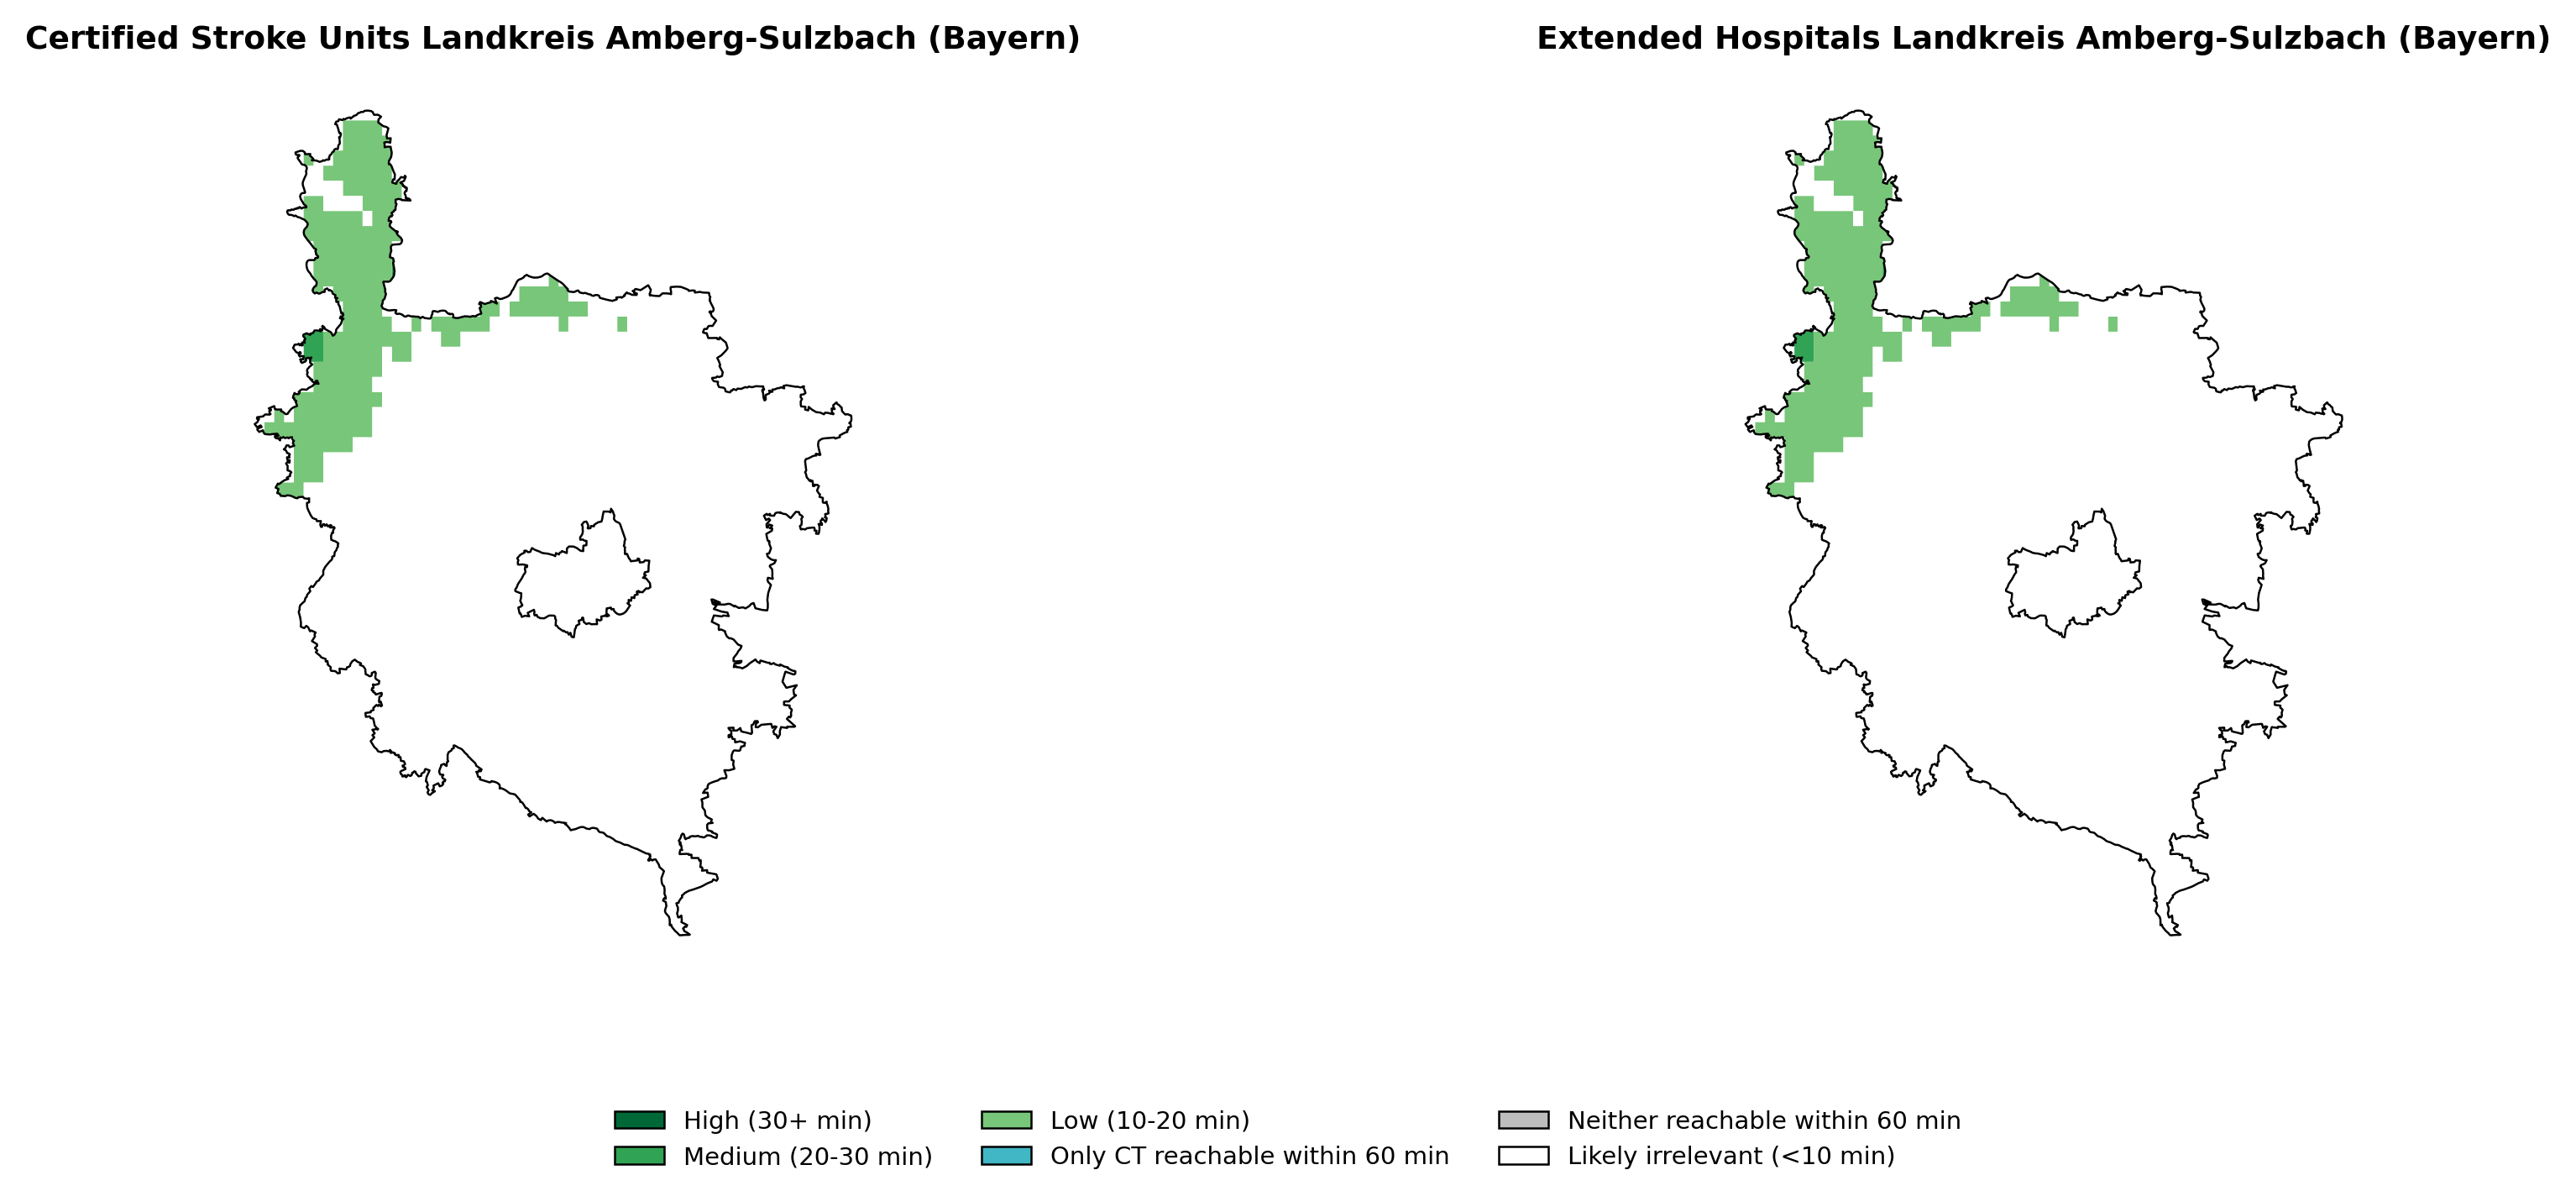 Certified Stroke Units Landkreis Amberg-Sulzbach (Bayern)
Extended Hospitals Landkreis Amberg-Sulzbach (Bayern)
High (30+ min)
Medium (20-30 min)
Low (10-20 min)
Only CT reachable within 60 min
Neither reachable within 60 min
Likely irrelevant (<10 min)